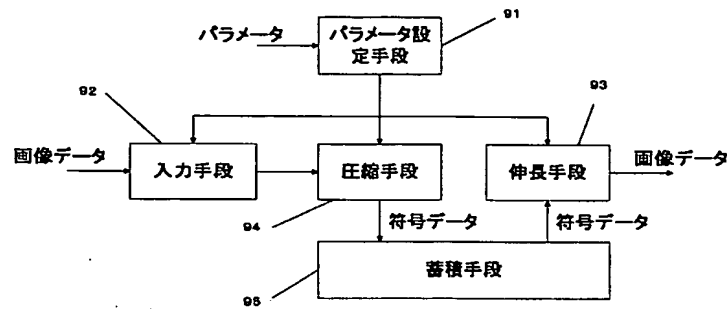 パラメータ
パラメータ設
定手段
91
92
93
画像データ
入力手段
圧縮手段
伸長手段
画像データ
94
符号データ
符号データ
蓄積手段
95